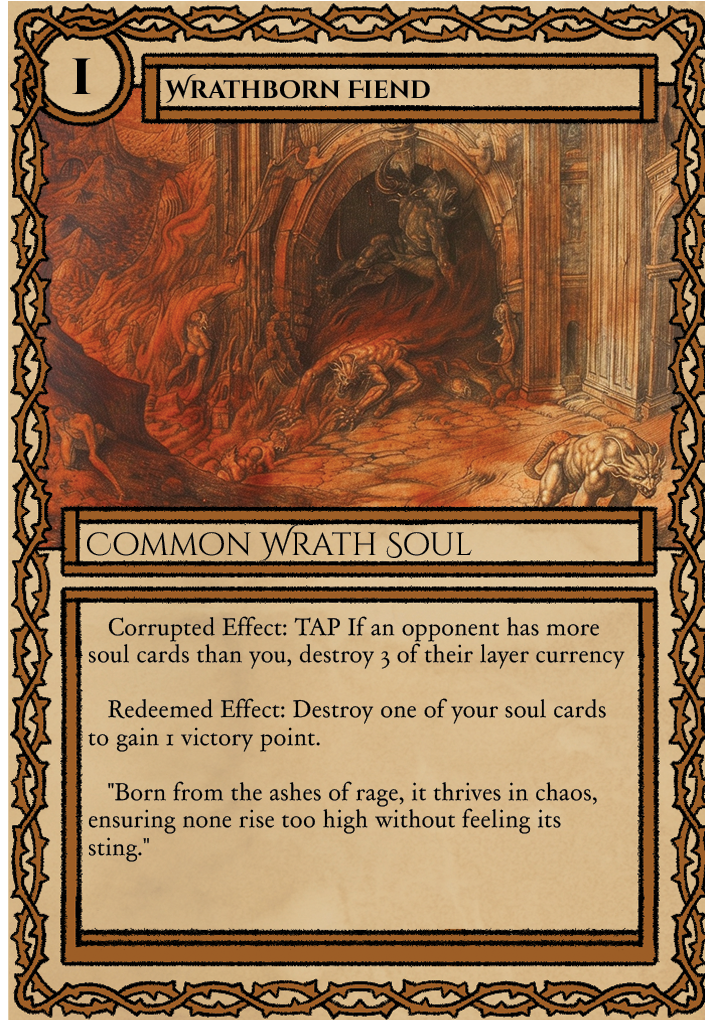 I
Wrathborn Fiend
Common Wrath Soul
Corrupted Effect: TAP If an opponent has more
soul cards than you, destroy 3 of their layer currency
Redeemed Effect: Destroy one of your soul cards
to gain 1 victory point.
"Born from the ashes of rage, it thrives in chaos,
ensuring none rise too high without feeling its
sting."